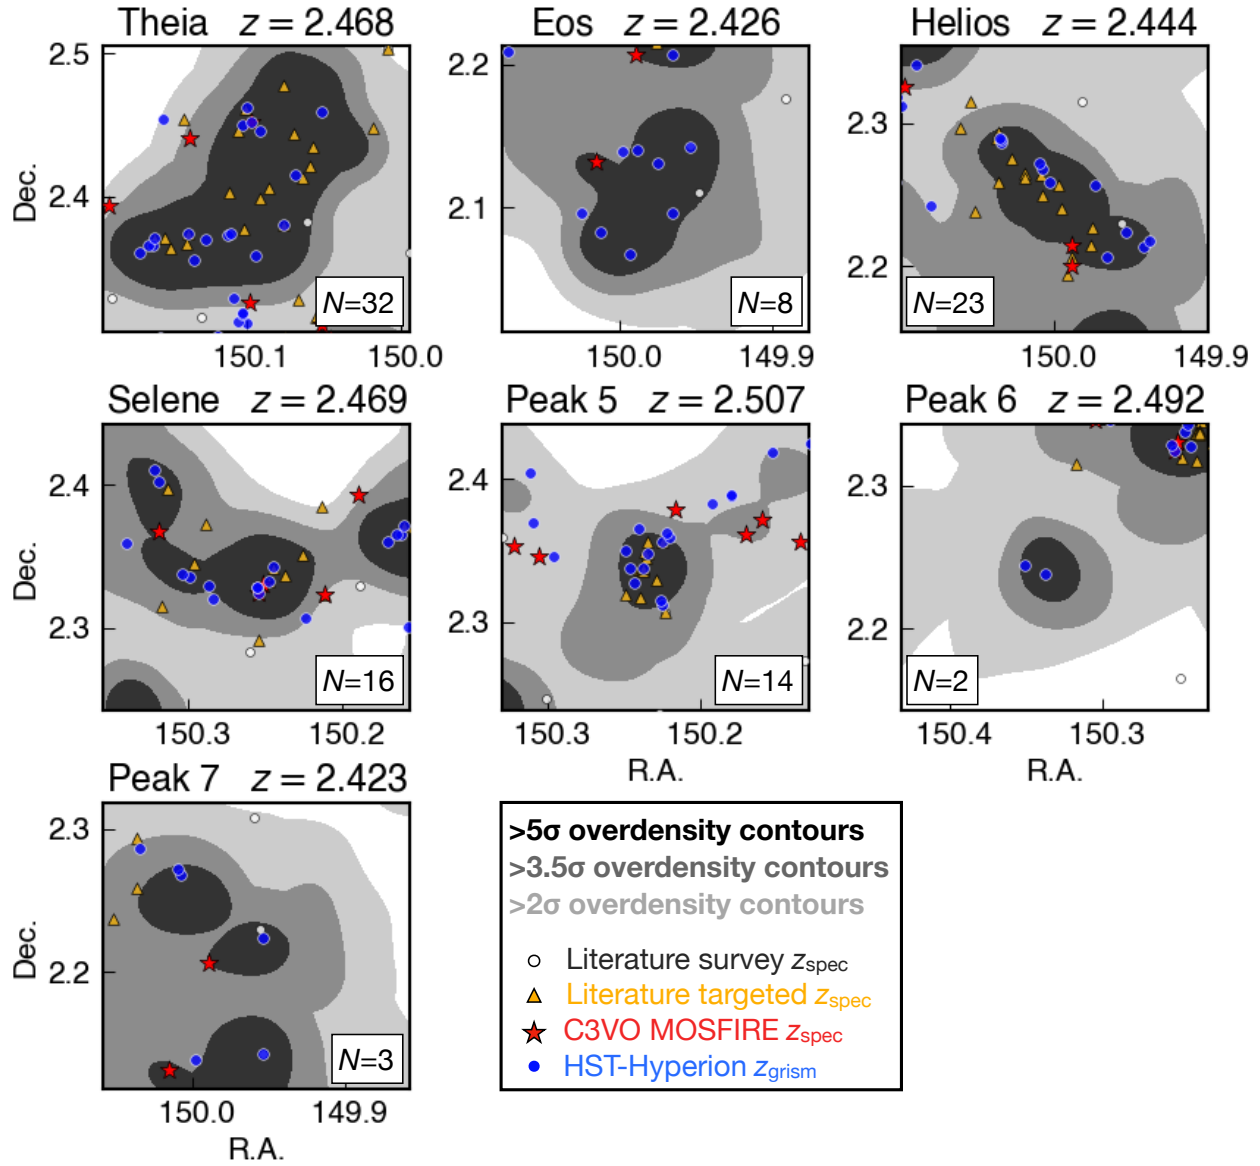 Theia z = 2.468
Eos z = 2.426
Helios z = 2.444
Dec.
2.5
2.4
N=32
150.1 150.0
2.2
2.1
N=8
150.0 149.9
2.3
2.2
N=23
150.0 149.9
Selene z = 2.469
Peak 5 z = 2.507
Peak 6 z = 2.492
Dec.
2.4
2.3
N=16
150.3 150.2
2.4
2.3
N=14
150.3 150.2
R.A.
2.3
2.2
N=2
150.4 150.3
R.A.
Peak 7 z = 2.423
Dec.
2.3
2.2
N=3
150.0 149.9
R.A.
>5σ overdensity contours
>3.5σ overdensity contours
>2σ overdensity contours
Literature survey zspec
Literature targeted zspec
C3VO MOSFIRE zspec
HST-Hyperion zgrism